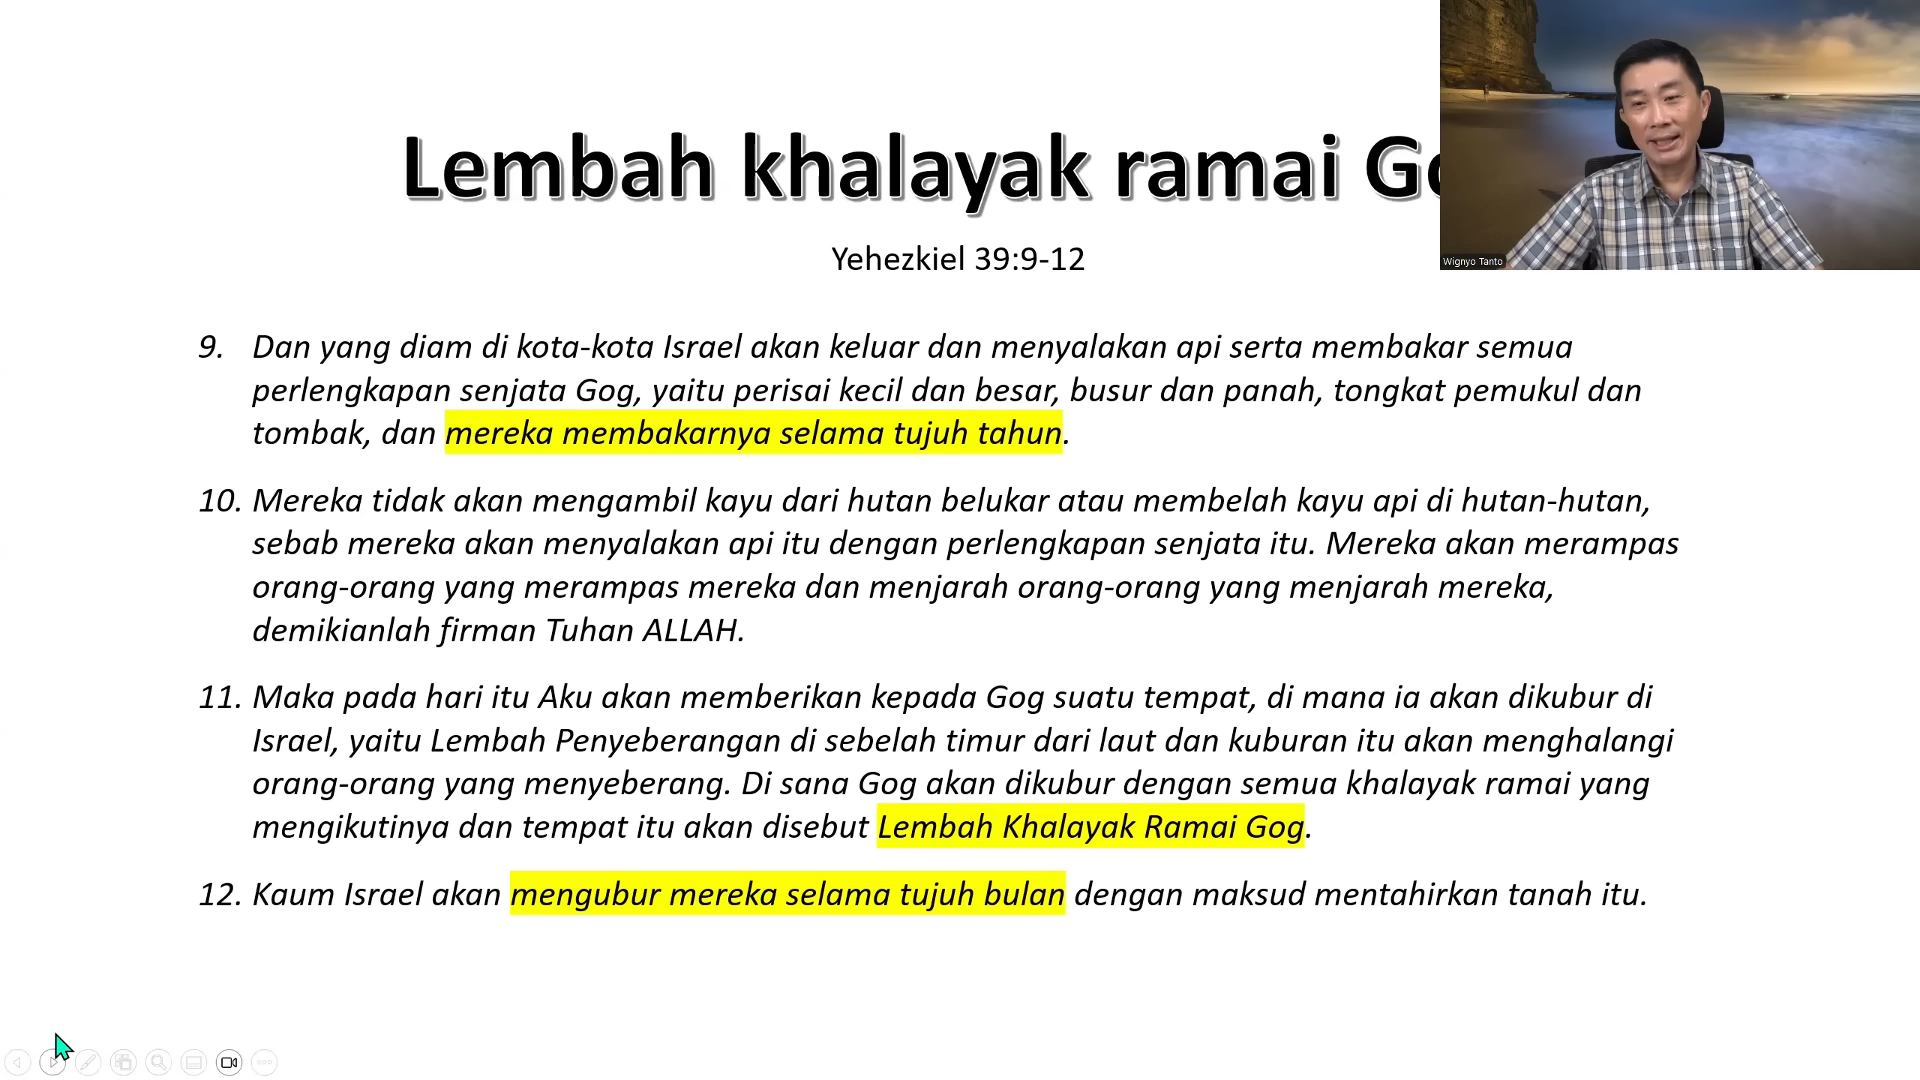 Lembah khalayak ramai Go
Yehezkiel 39:9-12
Wignyo Tanto
9. Dan yang diam di kota-kota Israel akan keluar dan menyalakan api serta membakar semua
perlengkapan senjata Gog, yaitu perisai kecil dan besar, busur dan panah, tongkat pemukul dan
tombak, dan mereka membakarnya selama tujuh tahun.
10. Mereka tidak akan mengambil kayu dari hutan belukar atau membelah kayu api di hutan-hutan,
sebab mereka akan menyalakan api itu dengan perlengkapan senjata itu. Mereka akan merampas
orang-orang yang merampas mereka dan menjarah orang-orang yang menjarah mereka,
demikianlah firman Tuhan ALLAH.
11. Maka pada hari itu Aku akan memberikan kepada Gog suatu tempat, di mana ia akan dikubur di
Israel, yaitu Lembah Penyeberangan di sebelah timur dari laut dan kuburan itu akan menghalangi
orang-orang yang menyeberang. Di sana Gog akan dikubur dengan semua khalayak ramai yang
mengikutinya dan tempat itu akan disebut Lembah Khalayak Ramai Gog.
12. Kaum Israel akan mengubur mereka selama tujuh bulan dengan maksud mentahirkan tanah itu.